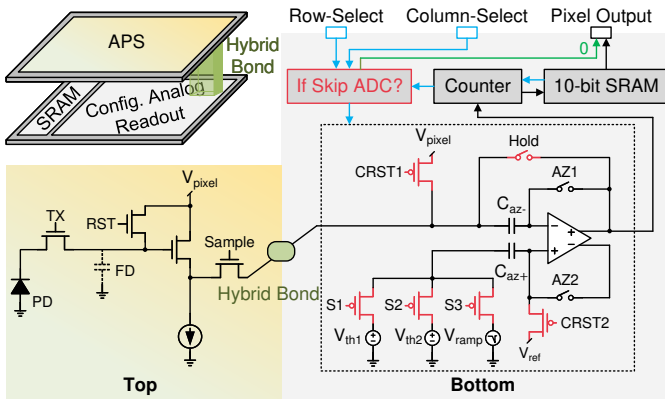 APS
Hybrid
Bond
SRAM
Config. Analog
Readout
Row-Select
Column-Select
Pixel Output
0
If Skip ADC?
Counter
10-bit SRAM
Vpixel
Hold
CRST1
AZ1
Caz-
Caz+
AZ2
S1
S2
S3
Vth1
Vth2
Vramp
CRST2
Vref
Vpixel
TX
RST
Sample
FD
PD
Hybrid Bond
Top
Bottom